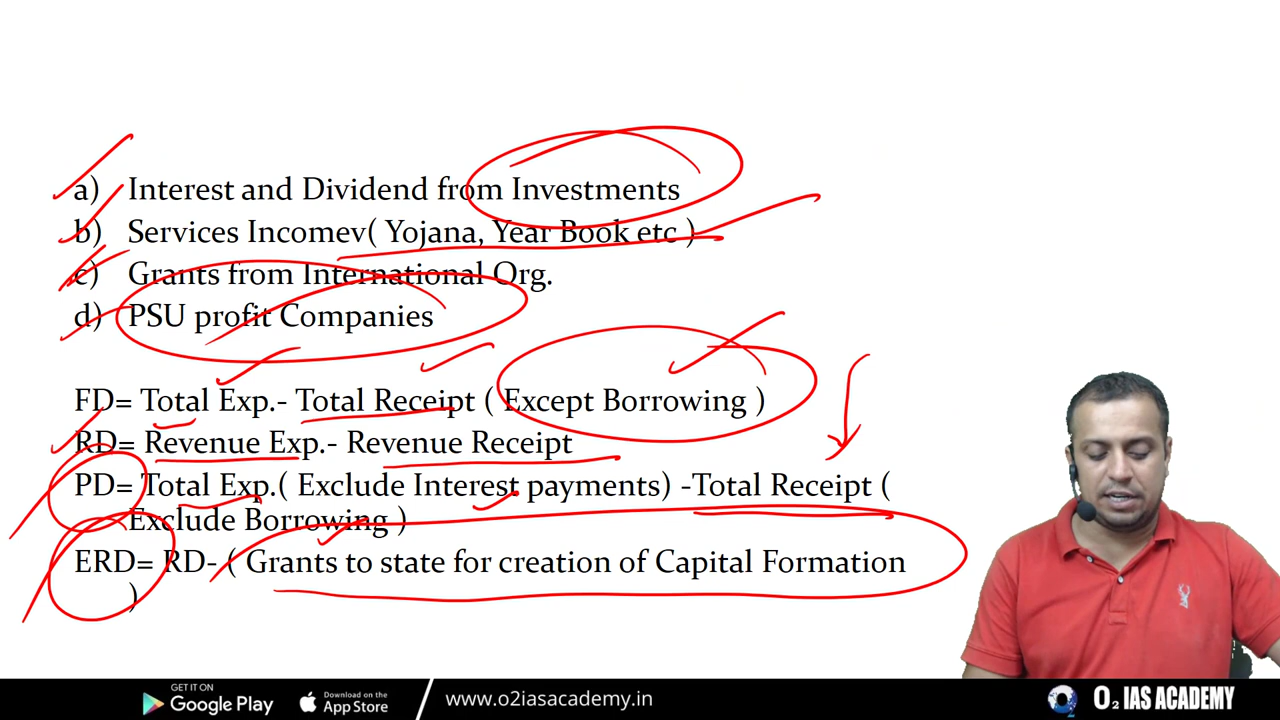 a) Interest and Dividend from Investments
b) Services Incomev( Yojana, Year Book etc )
c) Grants from International Org.
d) PSU profit Companies
FD= Total Exp.- Total Receipt ( Except Borrowing )
RD= Revenue Exp.- Revenue Receipt
PD= Total Exp.( Exclude Interest payments) -Total Receipt (
Exclude Borrowing )
ERD= RD- ( Grants to state for creation of Capital Formation
)
GET IT ON
Google Play
Download on the
App Store
www.o2iasacademy.in
O2 IAS ACADEMY